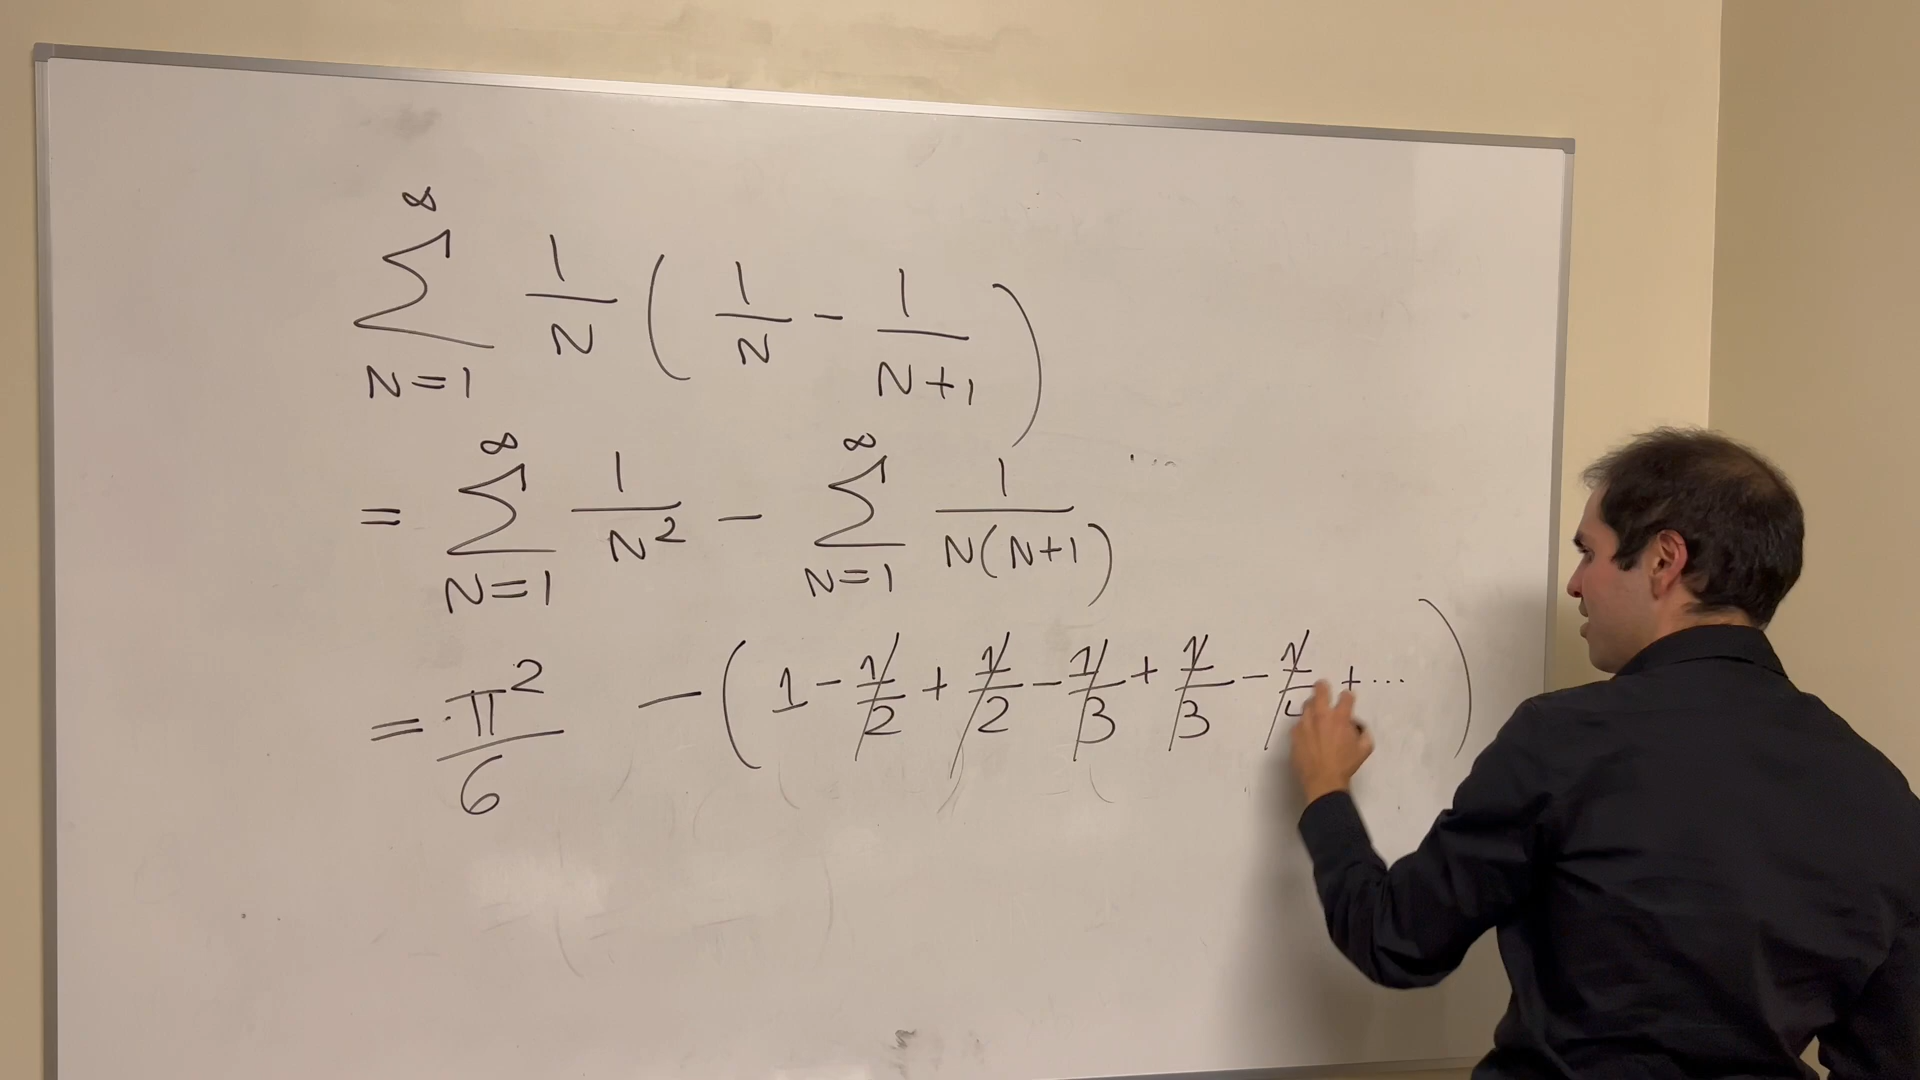 ∞∑N=1 1/N ( 1/N - 1/(N+1) )
= ∞∑N=1 1/N² - ∞∑N=1 1/(N(N+1))
= π²/6 - ( 1 - 1/2 + 1/2 - 1/3 + 1/3 - 1/4 + ... )